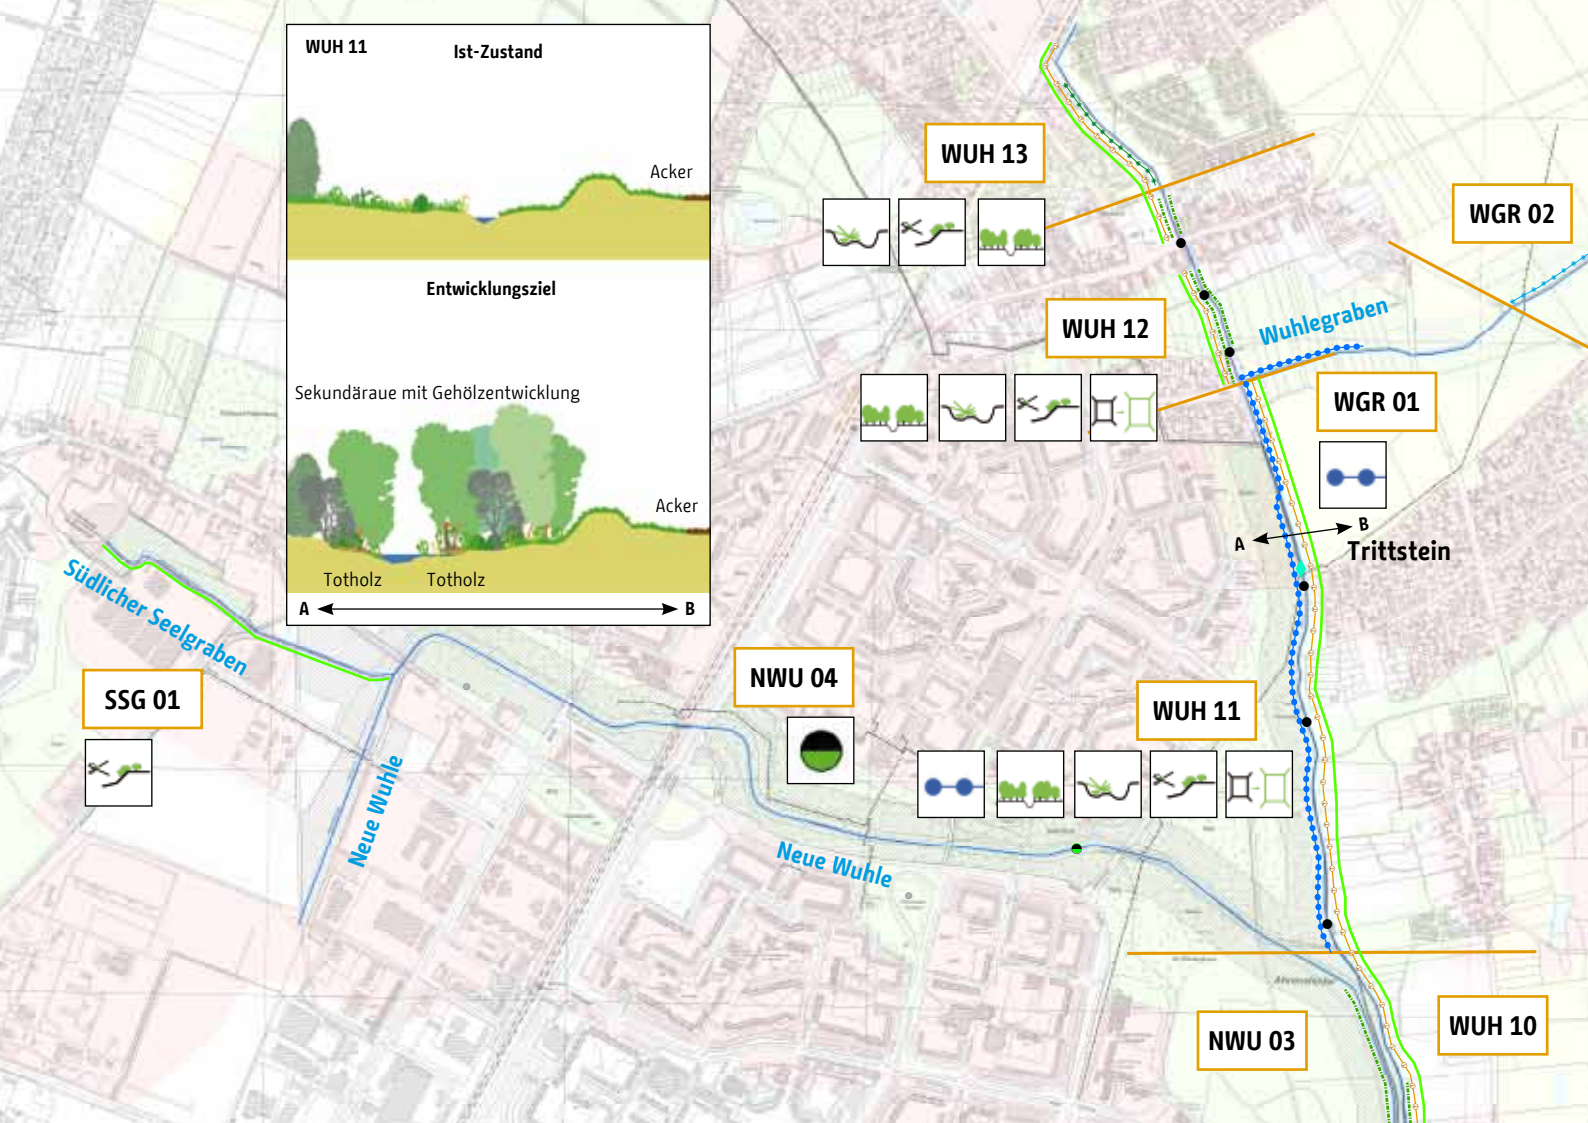 WUH 11
Ist-Zustand
Acker
Entwicklungsziel
Sekundäraue mit Gehölzentwicklung
Acker
Totholz
Totholz
A
B
WUH 13
WGR 02
WUH 12
Wuhlegraben
WGR 01
A
B
Trittstein
Südlicher Seelgraben
SSG 01
NWU 04
WUH 11
Neue Wuhle
Neue Wuhle
NWU 03
WUH 10